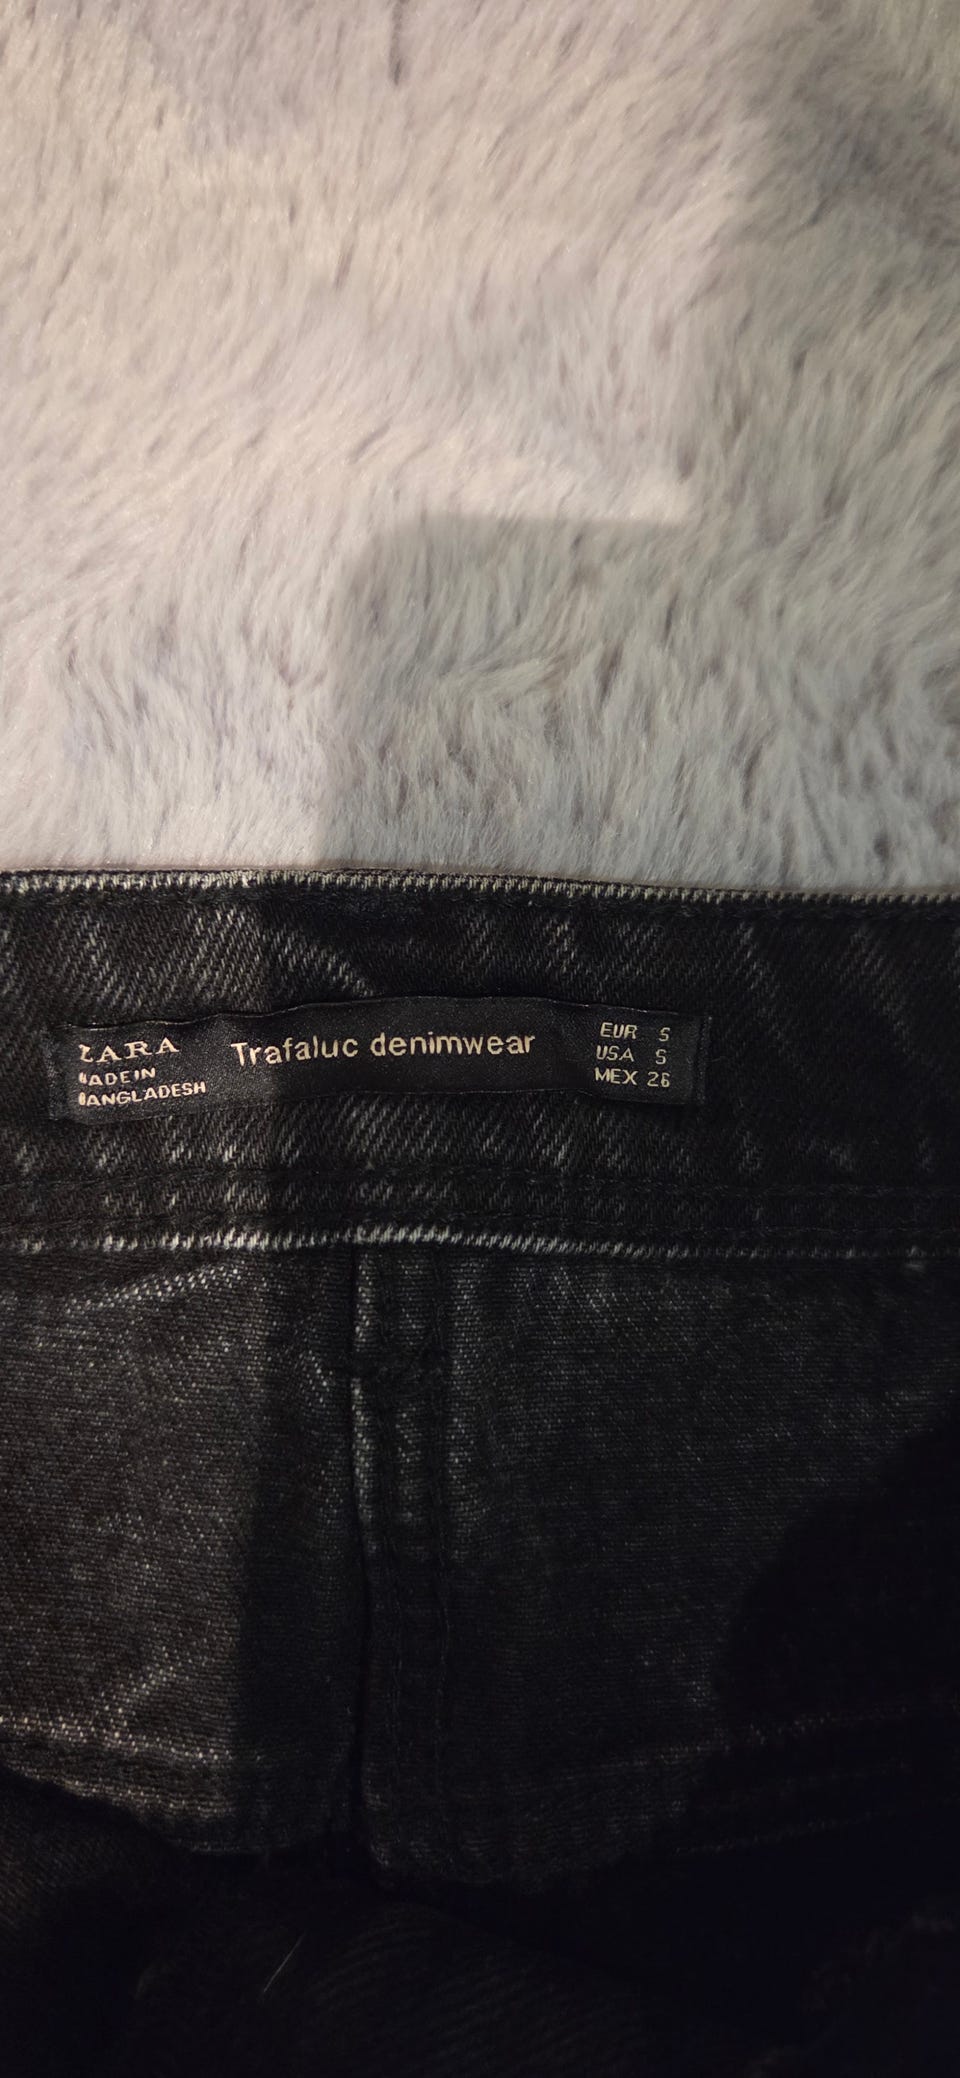 ZARA
MADE IN
BANGLADESH
Trafaluc denimwear
EUR S
USA S
MEX 26